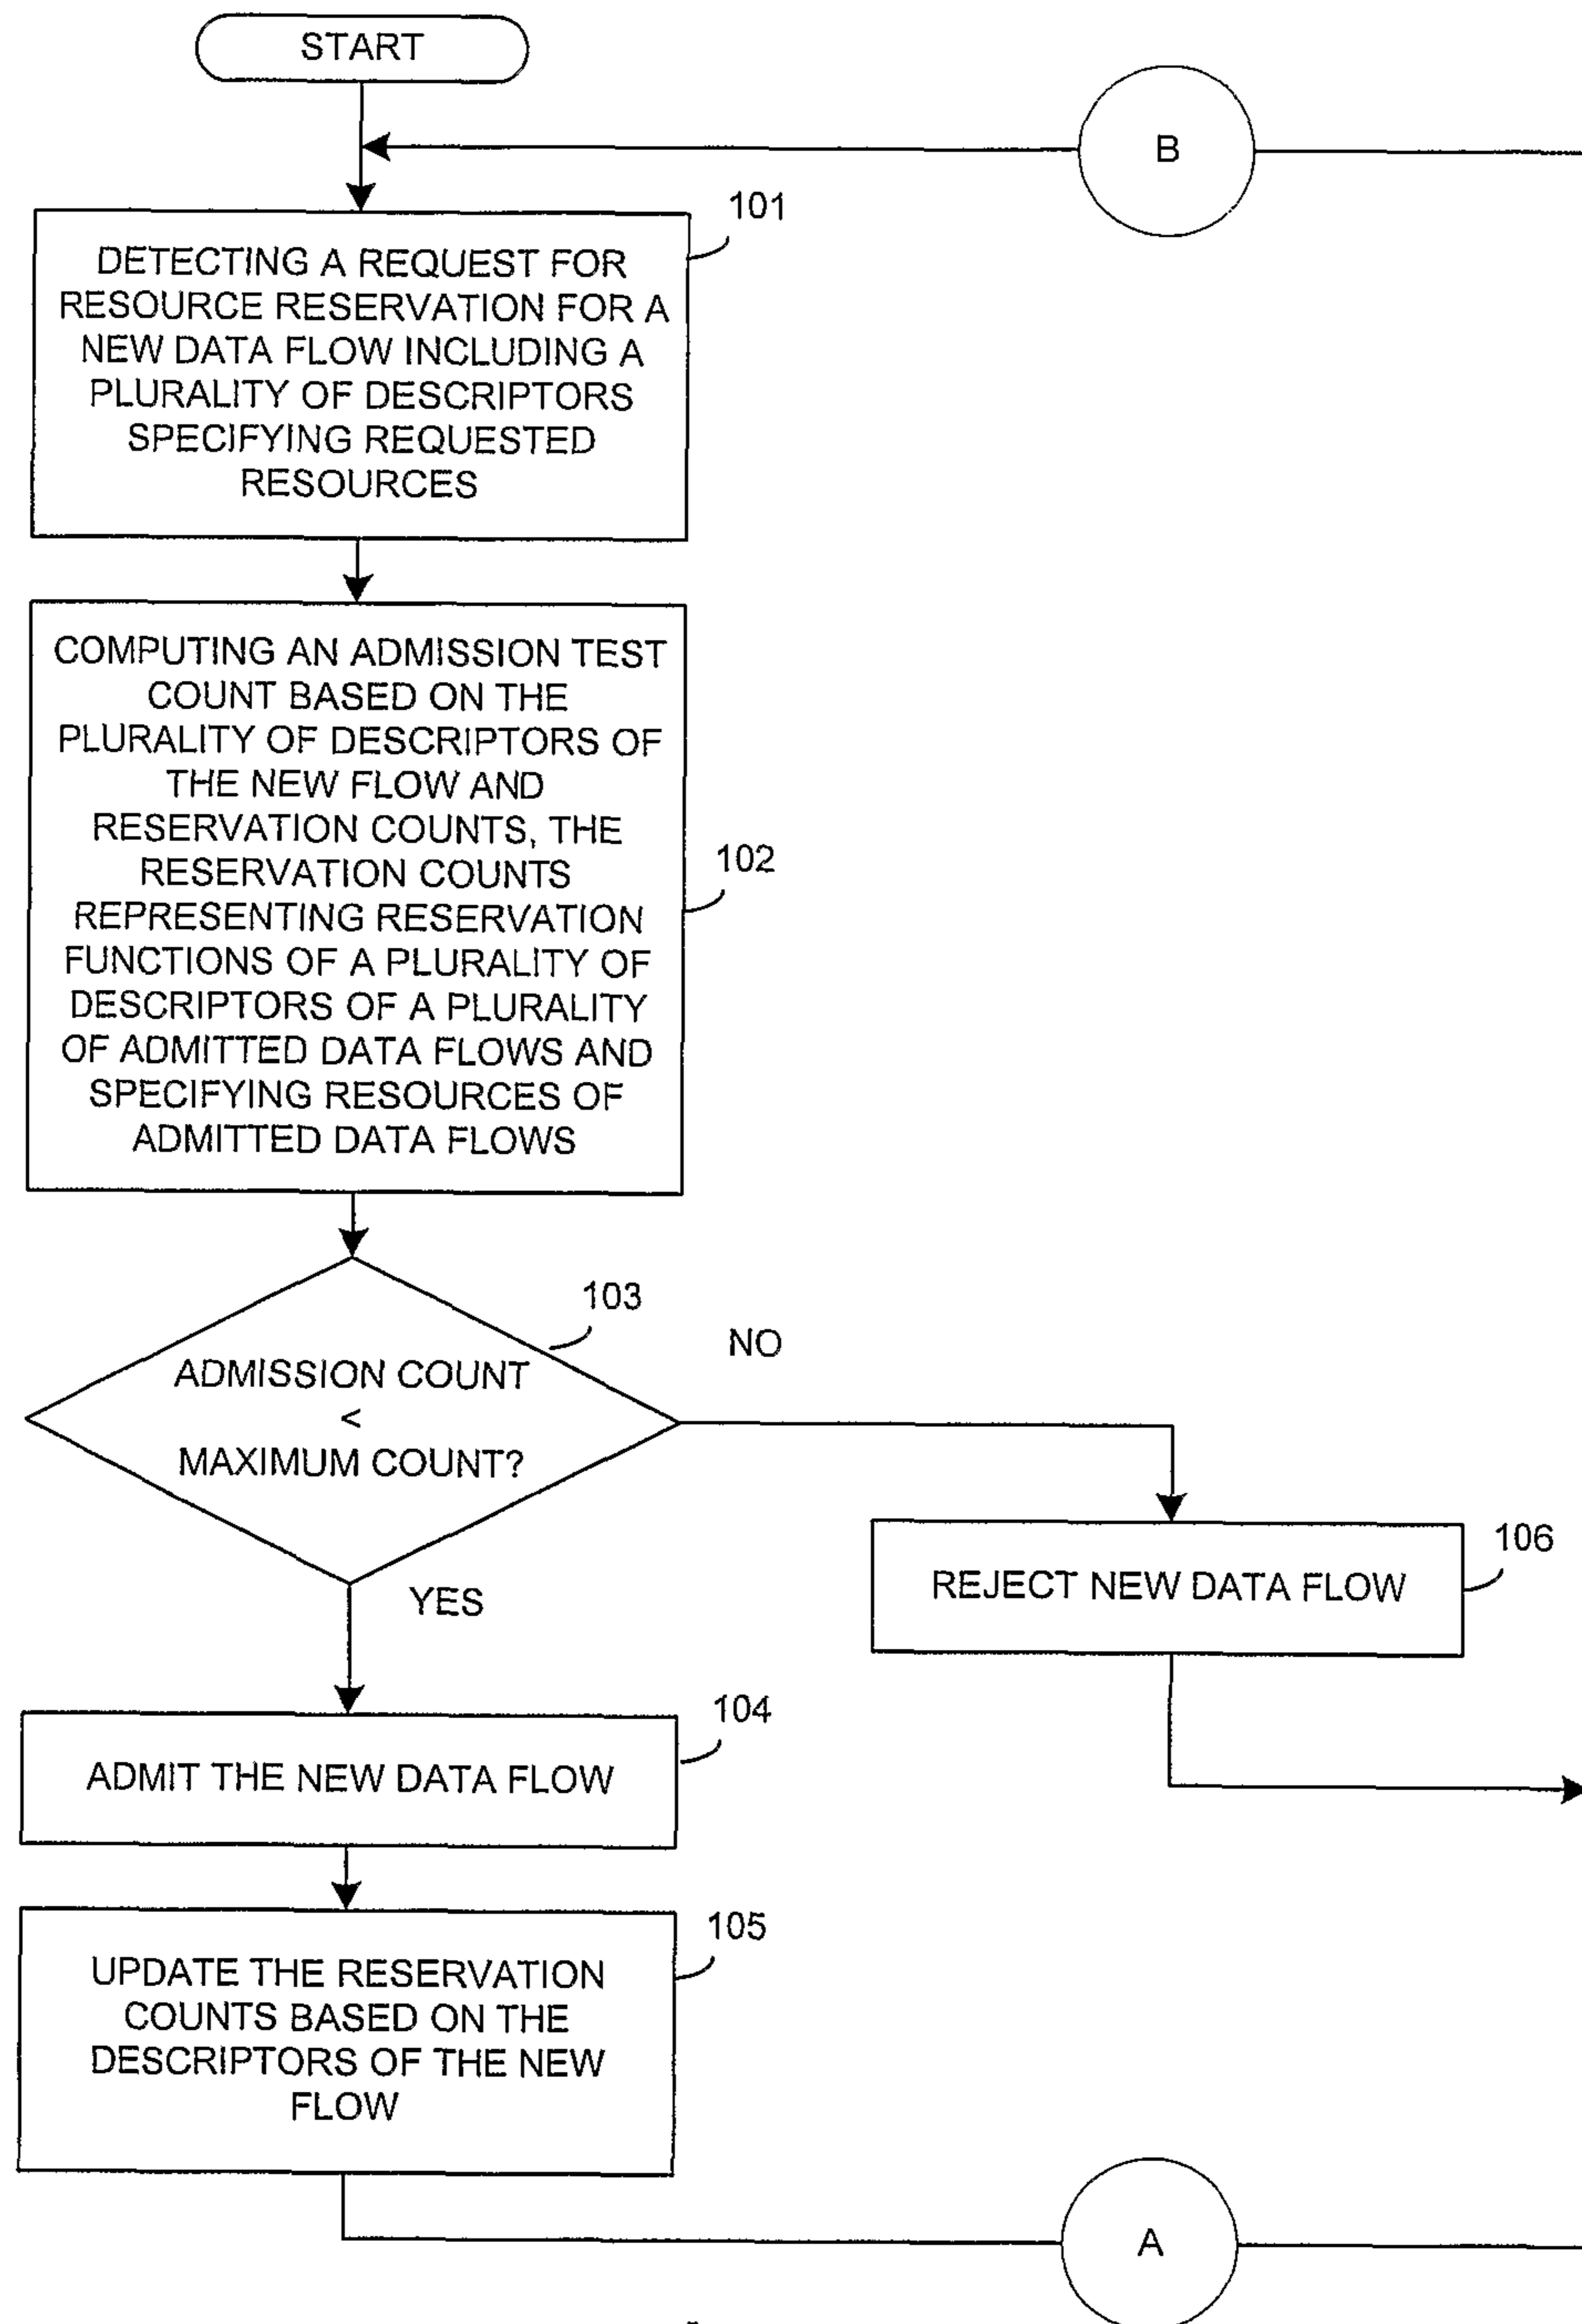 START
B
101
DETECTING A REQUEST FOR
RESOURCE RESERVATION FOR A
NEW DATA FLOW INCLUDING A
PLURALITY OF DESCRIPTORS
SPECIFYING REQUESTED
RESOURCES
COMPUTING AN ADMISSION TEST
COUNT BASED ON THE
PLURALITY OF DESCRIPTORS OF
THE NEW FLOW AND
RESERVATION COUNTS, THE
RESERVATION COUNTS
REPRESENTING RESERVATION
FUNCTIONS OF A PLURALITY OF
DESCRIPTORS OF A PLURALITY
OF ADMITTED DATA FLOWS AND
SPECIFYING RESOURCES OF
ADMITTED DATA FLOWS
102
103
NO
ADMISSION COUNT
<
MAXIMUM COUNT?
YES
106
REJECT NEW DATA FLOW
104
ADMIT THE NEW DATA FLOW
105
UPDATE THE RESERVATION
COUNTS BASED ON THE
DESCRIPTORS OF THE NEW
FLOW
A